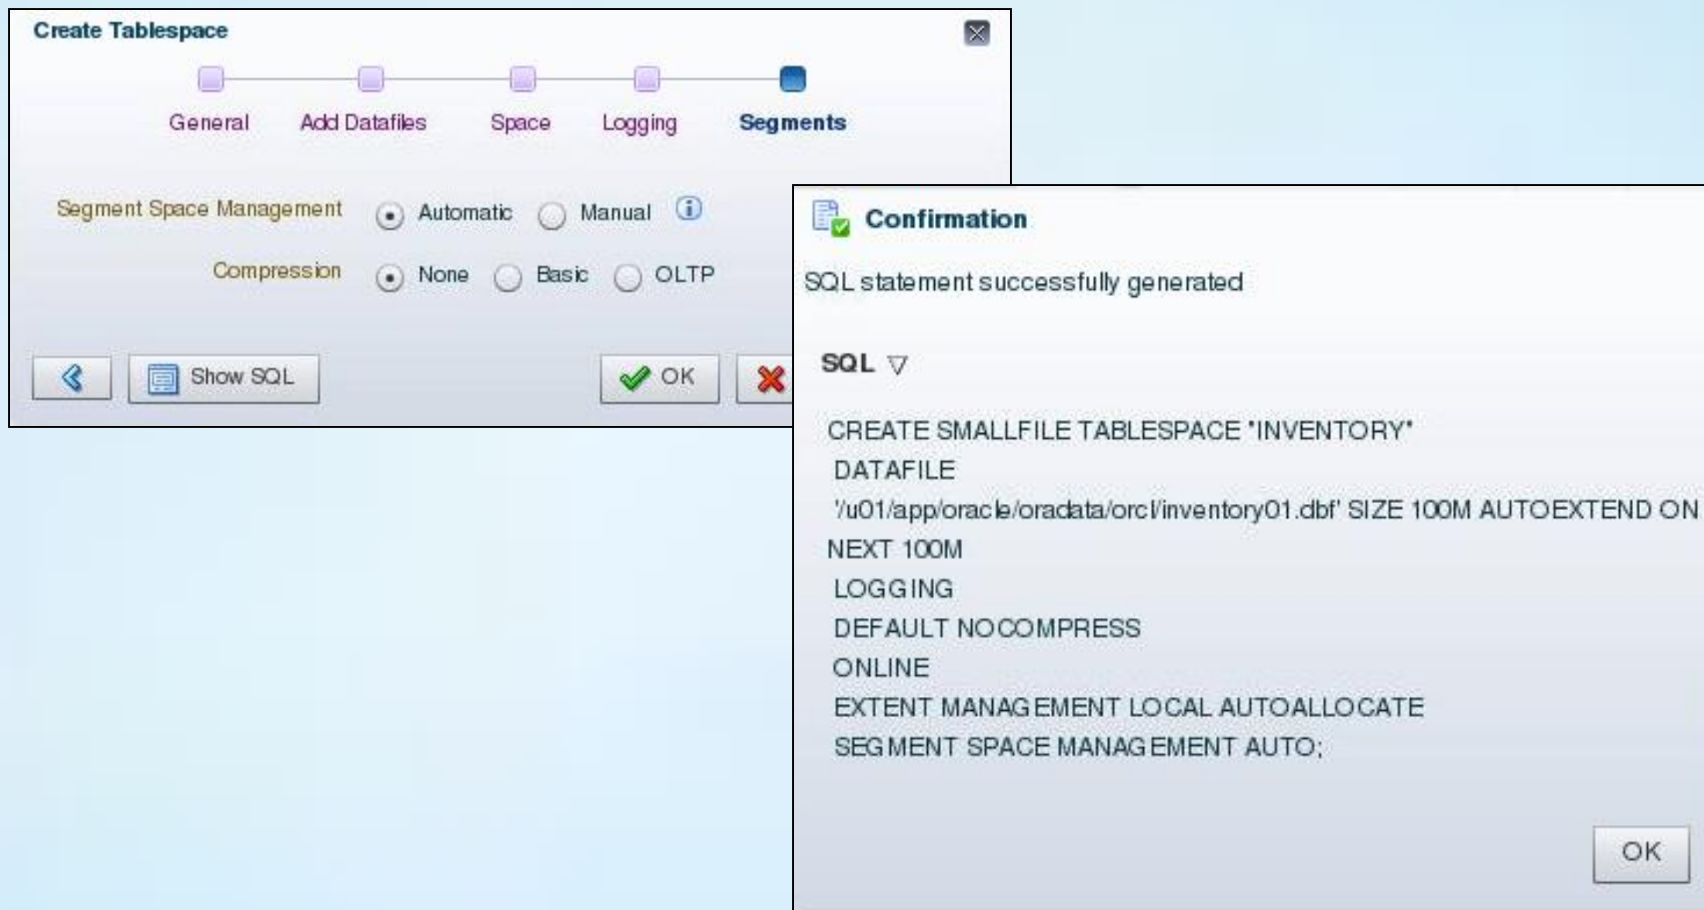 Create Tablespace
General Add Datafiles Space Logging Segments
Segment Space Management Automatic Manual
Compression None Basic OLTP
Show SQL OK
Confirmation
SQL statement successfully generated
SQL
CREATE SMALLFILE TABLESPACE "INVENTORY"
DATAFILE
'/u01/app/oracle/oradata/orcl/inventory01.dbf' SIZE 100M AUTOEXTEND ON
NEXT 100M
LOGGING
DEFAULT NOCOMPRESS
ONLINE
EXTENT MANAGEMENT LOCAL AUTOALLOCATE
SEGMENT SPACE MANAGEMENT AUTO;
OK